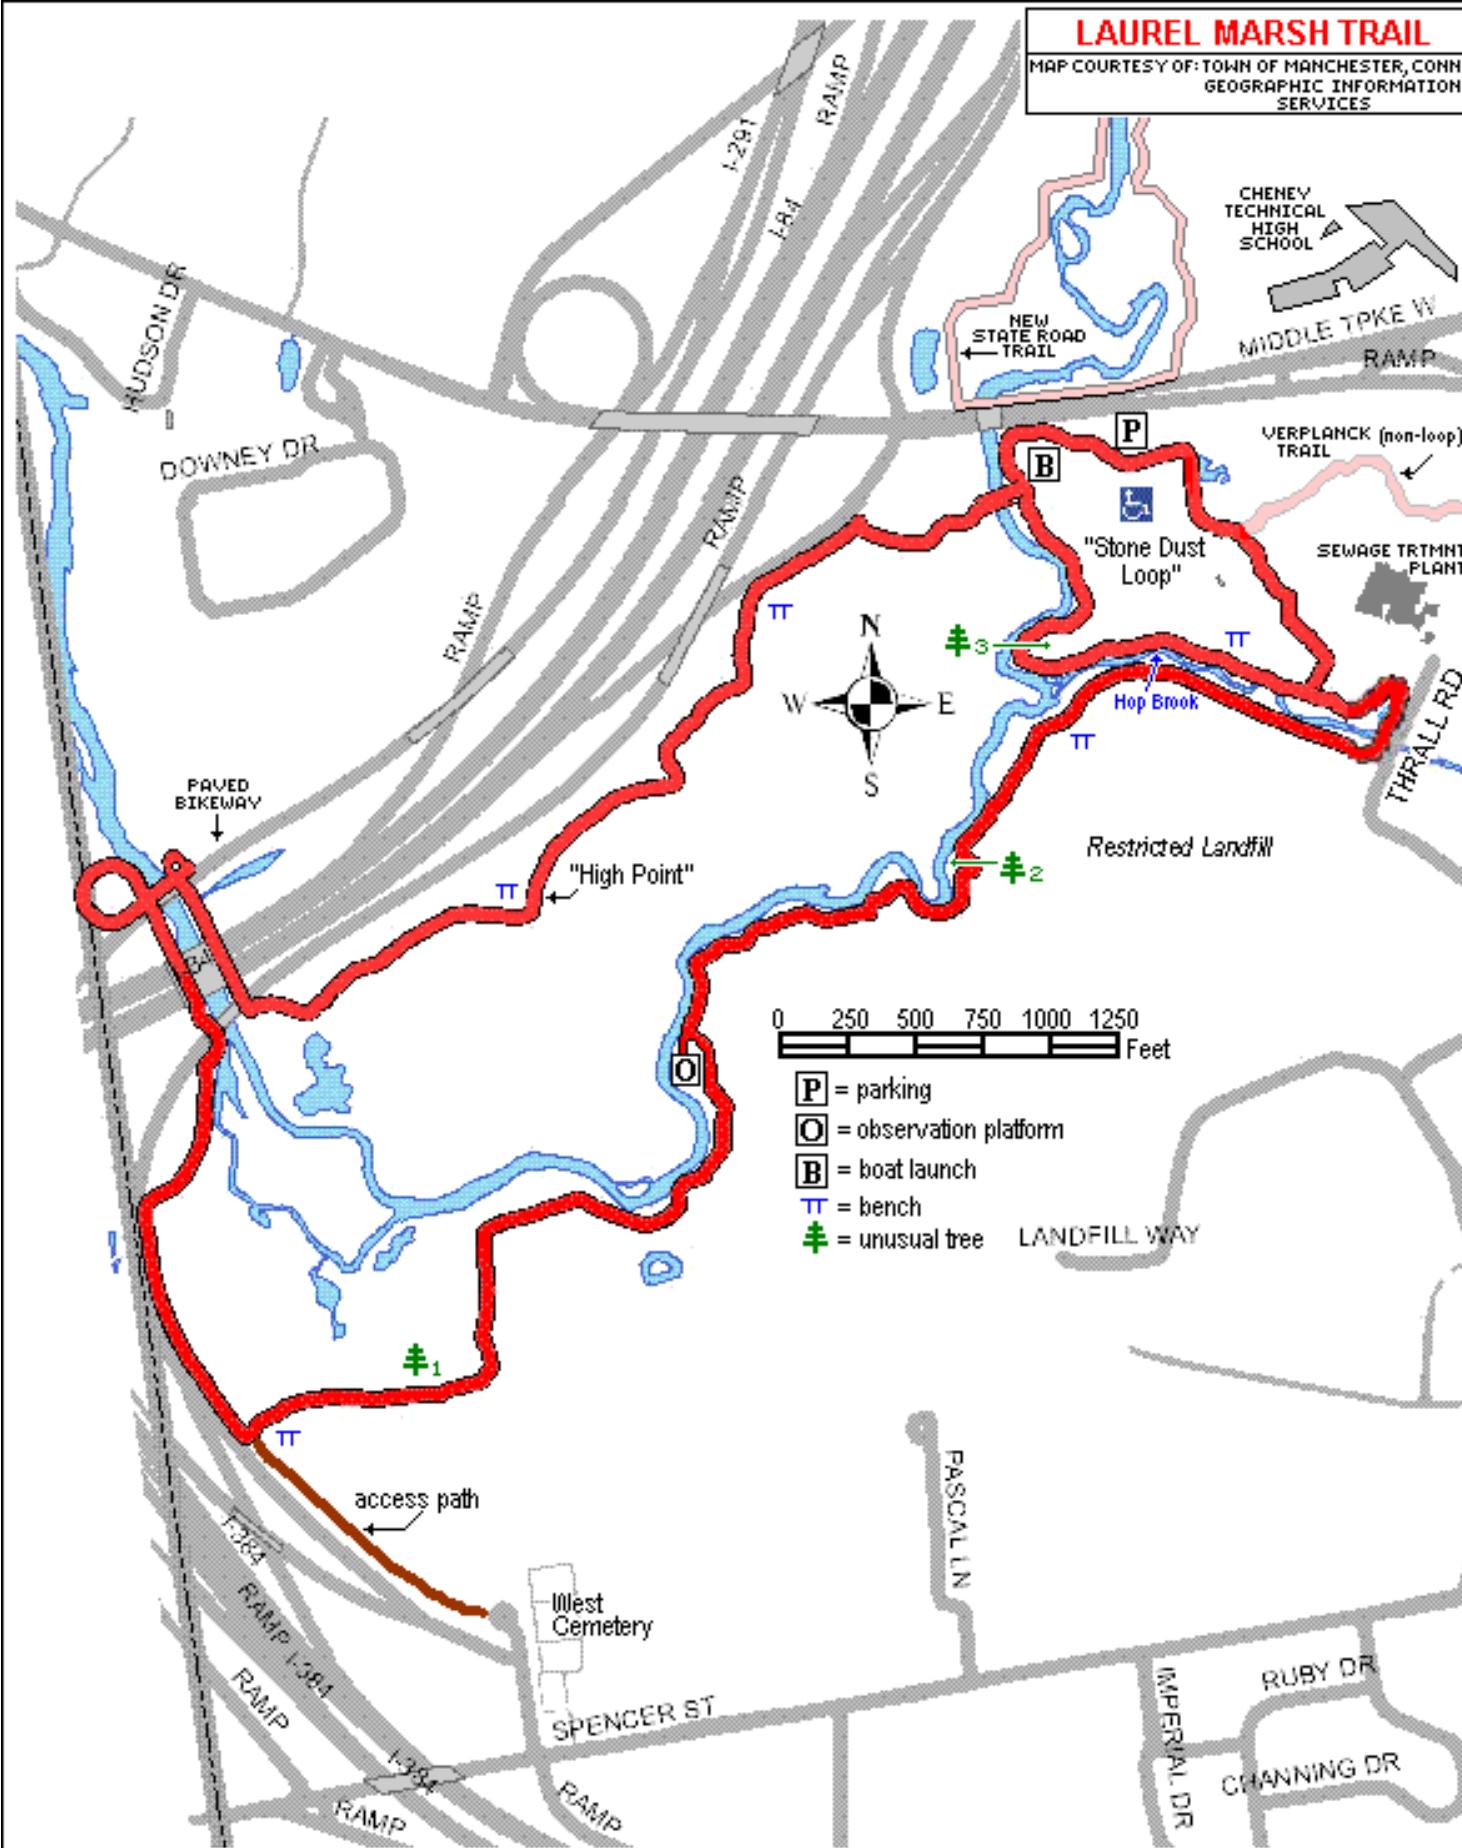 LAUREL MARSH TRAIL
MAP COURTESY OF: TOWN OF MANCHESTER, CONN
GEOGRAPHIC INFORMATION
SERVICES
RAMP
I-291
I-84
CHENEY
TECHNICAL
HIGH
SCHOOL
HUDSON DR
NEW
STATE ROAD
TRAIL
MIDDLE TPKE W
RAMP
DOWNEY DR
P
VERPLANCK (non-loop)
TRAIL
B
RAMP
"Stone Dust
Loop"
SEWAGE TRTMNT
PLANT
RAMP
N
W E
S
3
Hop Brook
THRALL RD
PAVED
BIKEWAY
"High Point"
Restricted Landfill
2
84
0 250 500 750 1000 1250
Feet
O
P = parking
O = observation platform
B = boat launch
= bench
= unusual tree
LANDFILL WAY
1
access path
PASCAL LN
I-384
West
Cemetery
RAMP
I-384
RAMP
SPENCER ST
IMPERIAL DR
RUBY DR
CHANNING DR
I-384
RAMP
RAMP